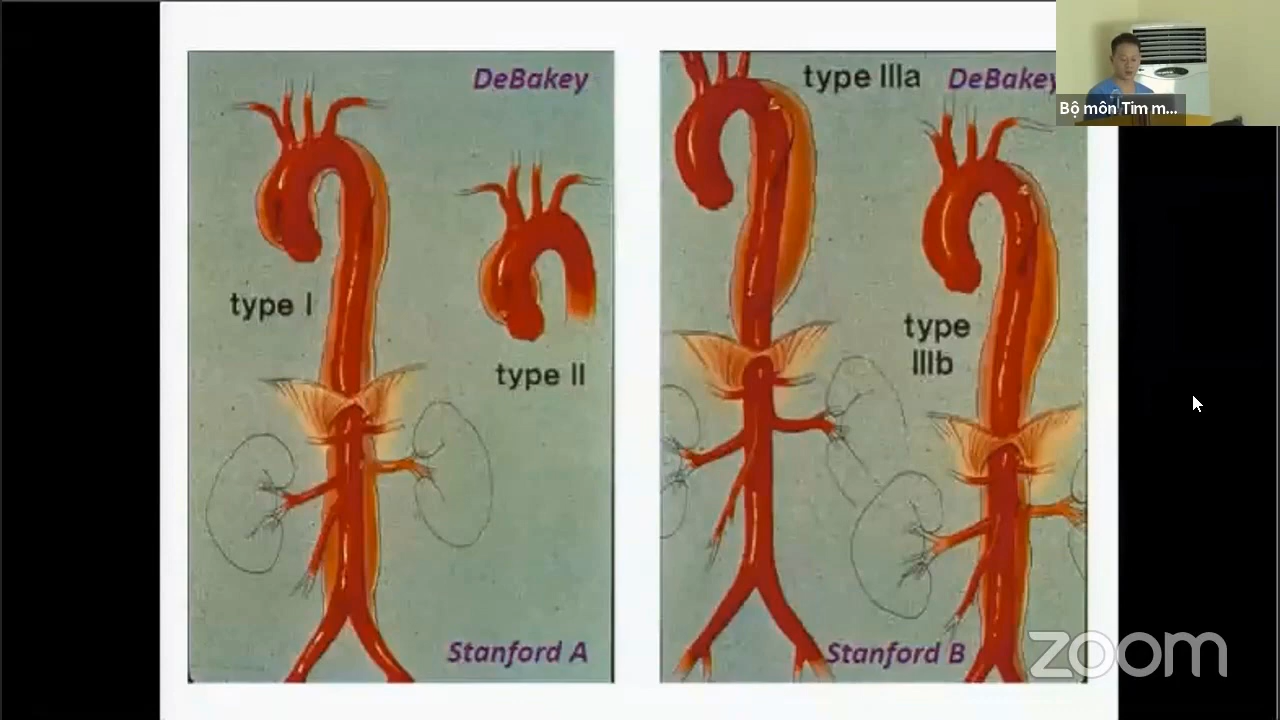 DeBakey
type I
type II
Stanford A
type IIIa
DeBakey
type
IIIb
Stanford B
Bộ môn Tim m...
zoom